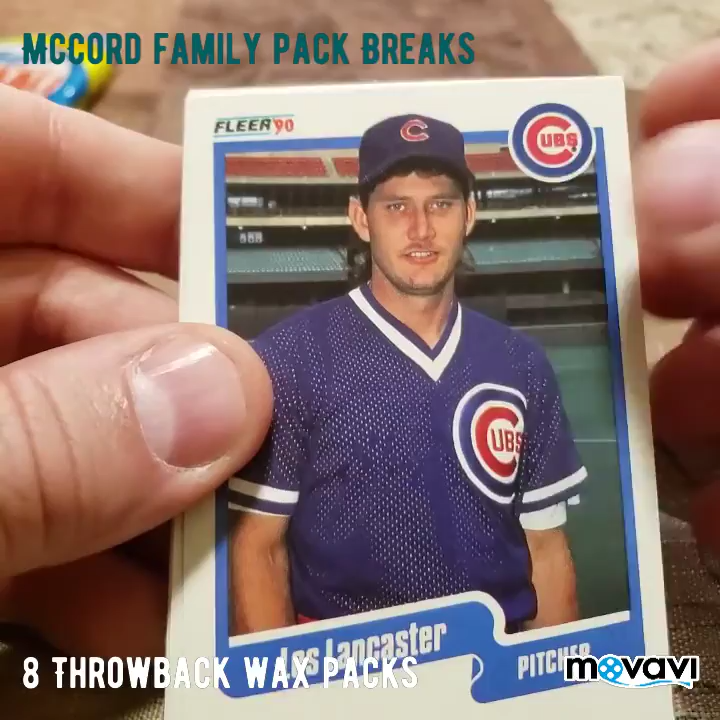 McCord Family Pack Breaks
FLEER '90
CUBS
C
CUBS
Les Lancaster
PITCHER
8 Throwback Wax Packs
movavi